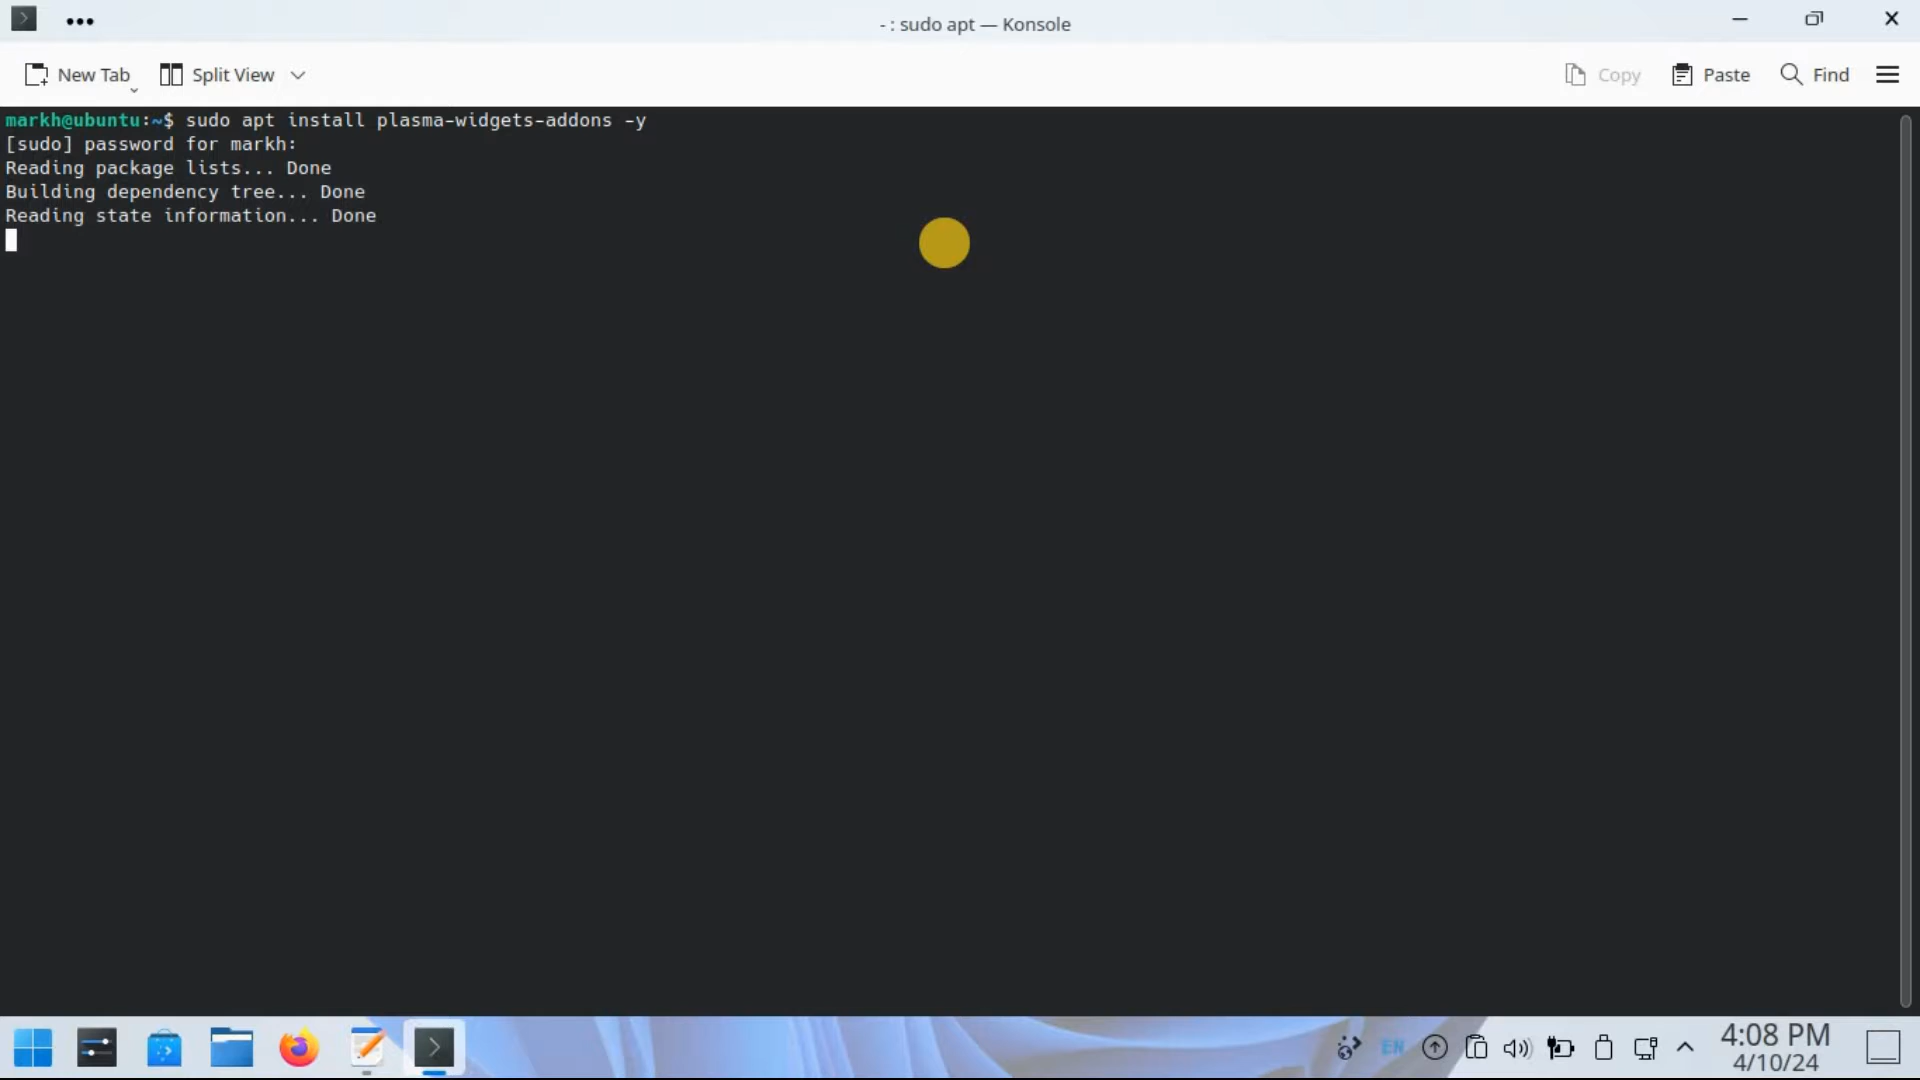 - : sudo apt — Konsole
New Tab Split View Copy Paste Find
markh@ubuntu:~$ sudo apt install plasma-widgets-addons -y
[sudo] password for markh:
Reading package lists... Done
Building dependency tree... Done
Reading state information... Done
EN
4:08 PM
4/10/24